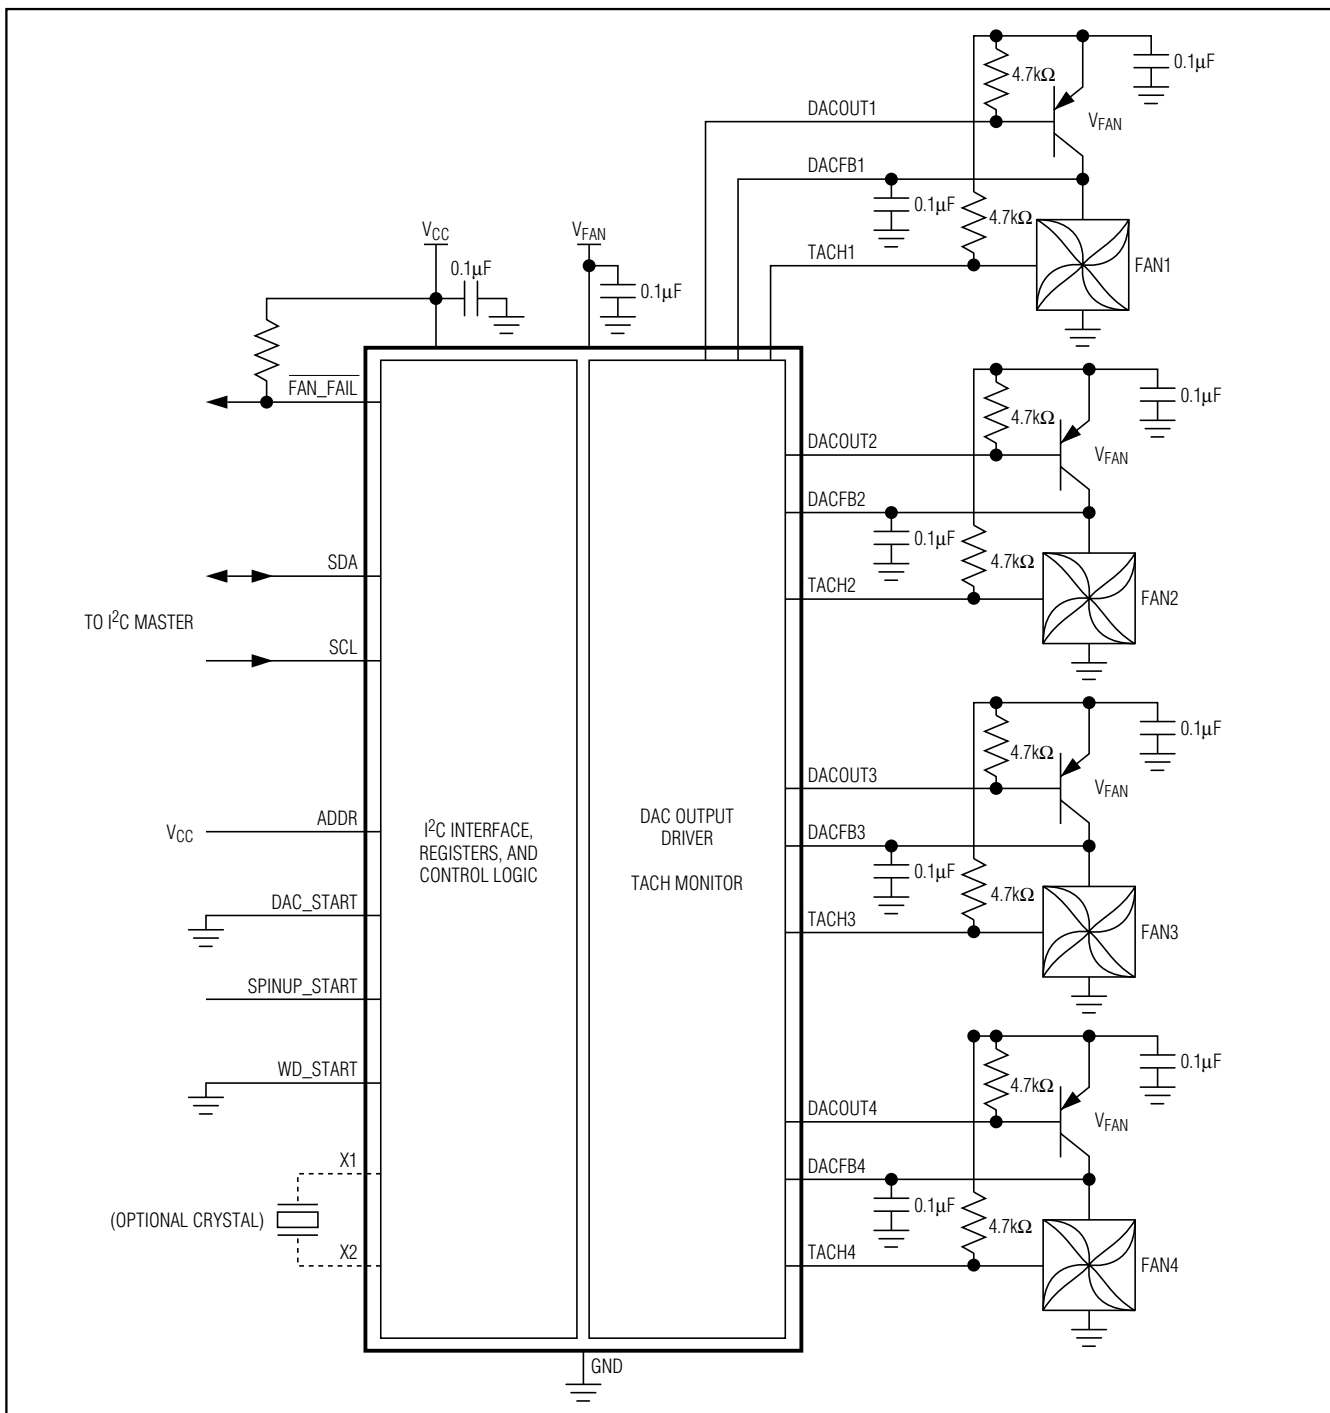 4.7kΩ
0.1µF
DACOUT1
VFAN
DACFB1
0.1µF
4.7kΩ
TACH1
FAN1
VCC
VFAN
0.1µF
0.1µF
FAN_FAIL
4.7kΩ
0.1µF
DACOUT2
VFAN
DACFB2
0.1µF
4.7kΩ
TACH2
FAN2
SDA
TO I²C MASTER
SCL
4.7kΩ
0.1µF
DACOUT3
VFAN
DACFB3
0.1µF
4.7kΩ
TACH3
FAN3
VCC
ADDR
DAC_START
SPINUP_START
WD_START
X1
(OPTIONAL CRYSTAL)
X2
I²C INTERFACE,
REGISTERS, AND
CONTROL LOGIC
DAC OUTPUT
DRIVER
TACH MONITOR
4.7kΩ
0.1µF
DACOUT4
VFAN
DACFB4
0.1µF
4.7kΩ
TACH4
FAN4
GND